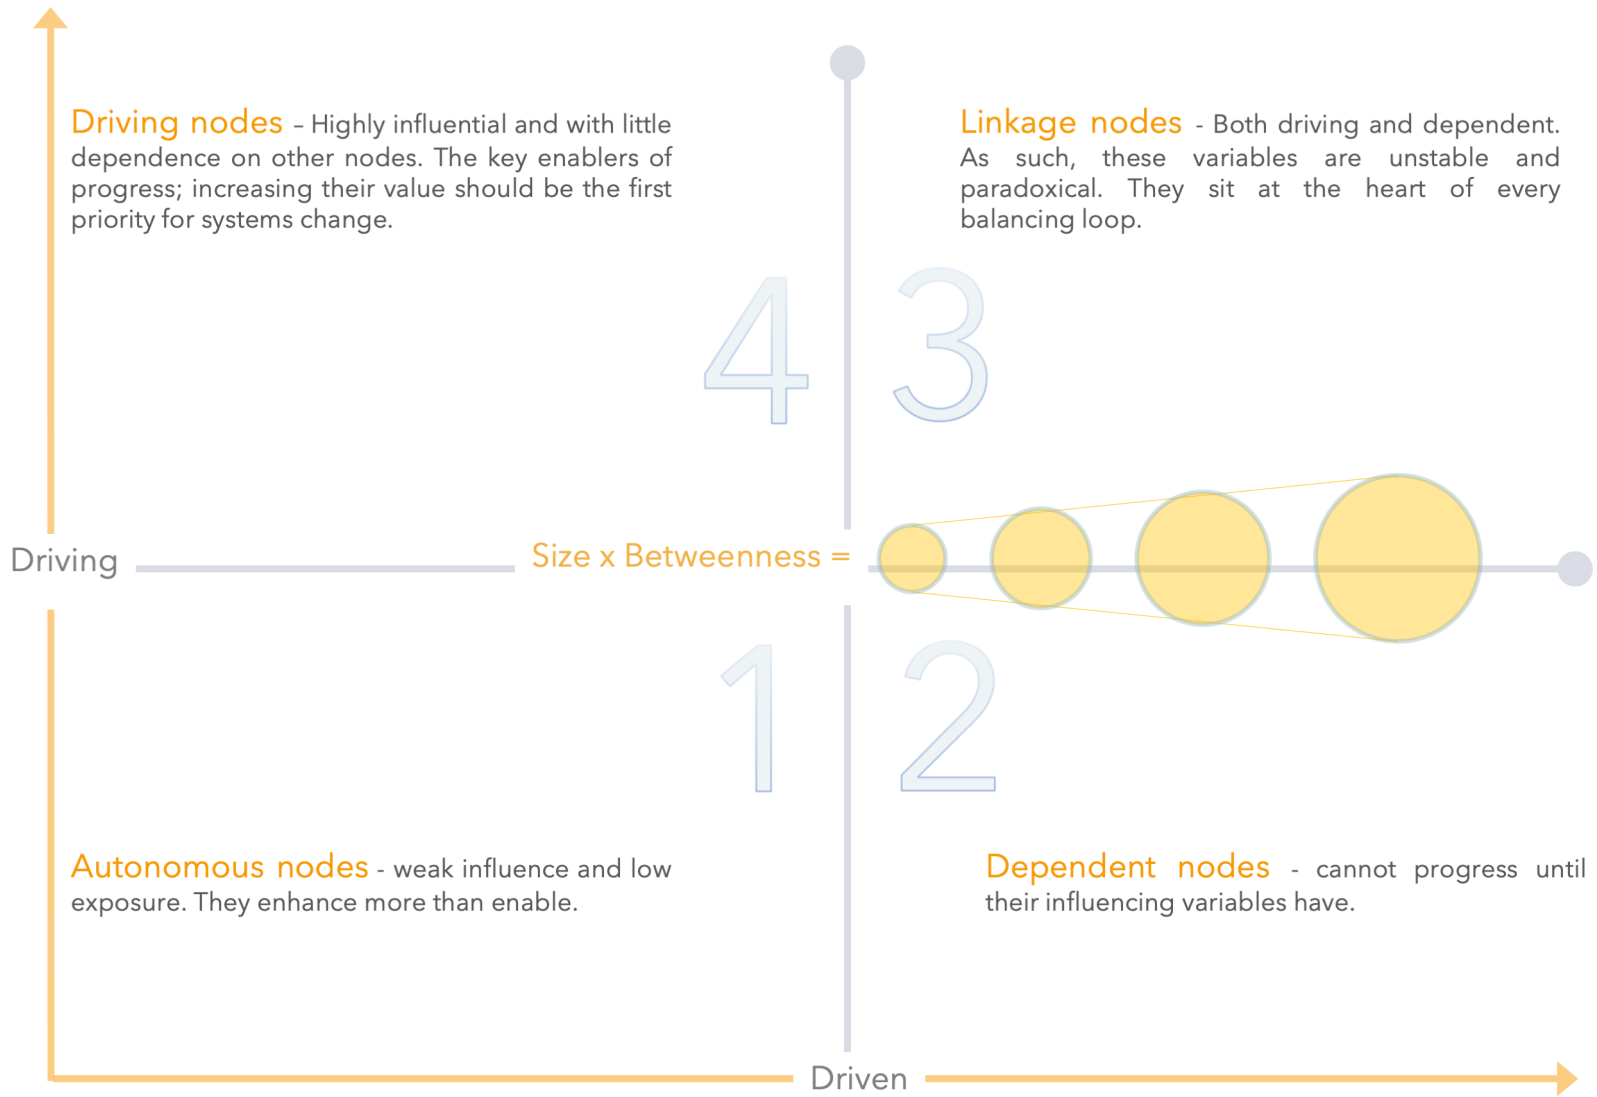 Driving nodes – Highly influential and with little
dependence on other nodes. The key enablers of
progress; increasing their value should be the first
priority for systems change.
Linkage nodes - Both driving and dependent.
As such, these variables are unstable and
paradoxical. They sit at the heart of every
balancing loop.
4
3
Driving
Size x Betweenness =
1
2
Autonomous nodes - weak influence and low
exposure. They enhance more than enable.
Dependent nodes - cannot progress until
their influencing variables have.
Driven